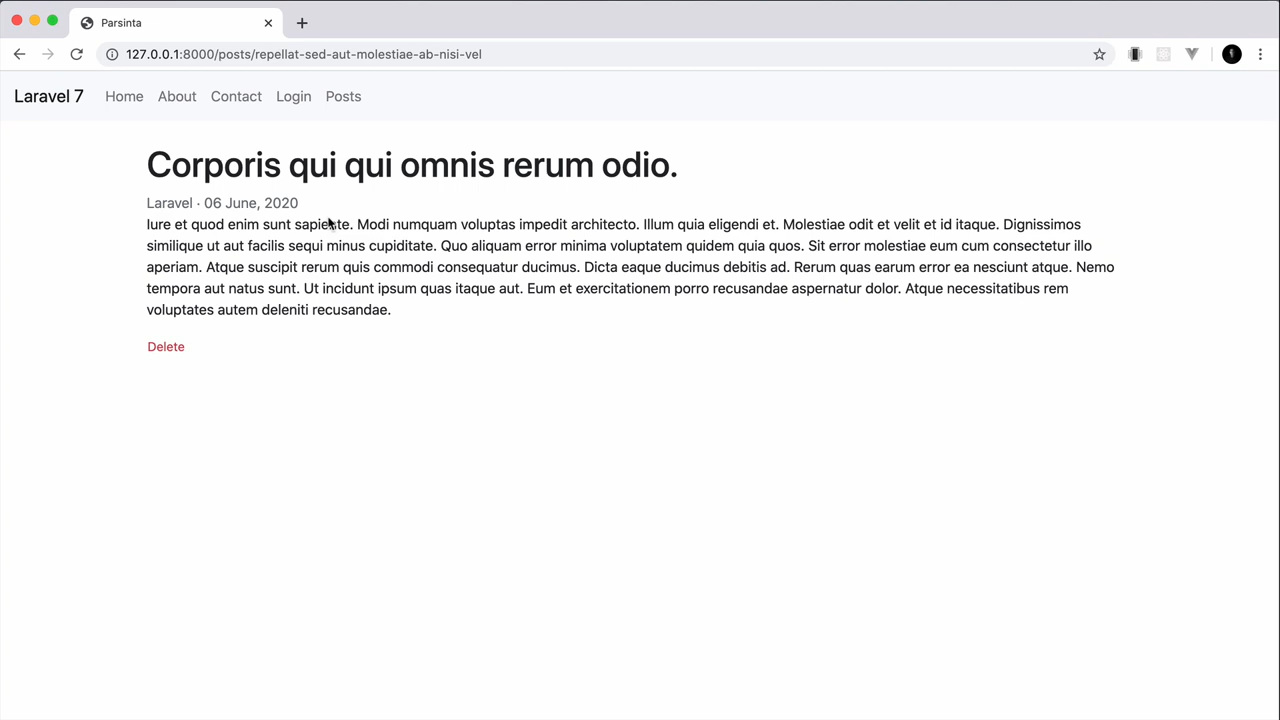 Parsinta
127.0.0.1:8000/posts/repellat-sed-aut-molestiae-ab-nisi-vel
Laravel 7 Home About Contact Login Posts
Corporis qui qui omnis rerum odio.
Laravel · 06 June, 2020
Iure et quod enim sunt sapiente. Modi numquam voluptas impedit architecto. Illum quia eligendi et. Molestiae odit et velit et id itaque. Dignissimos
similique ut aut facilis sequi minus cupiditate. Quo aliquam error minima voluptatem quidem quia quos. Sit error molestiae eum cum consectetur illo
aperiam. Atque suscipit rerum quis commodi consequatur ducimus. Dicta eaque ducimus debitis ad. Rerum quas earum error ea nesciunt atque. Nemo
tempora aut natus sunt. Ut incidunt ipsum quas itaque aut. Eum et exercitationem porro recusandae aspernatur dolor. Atque necessitatibus rem
voluptates autem deleniti recusandae.
Delete